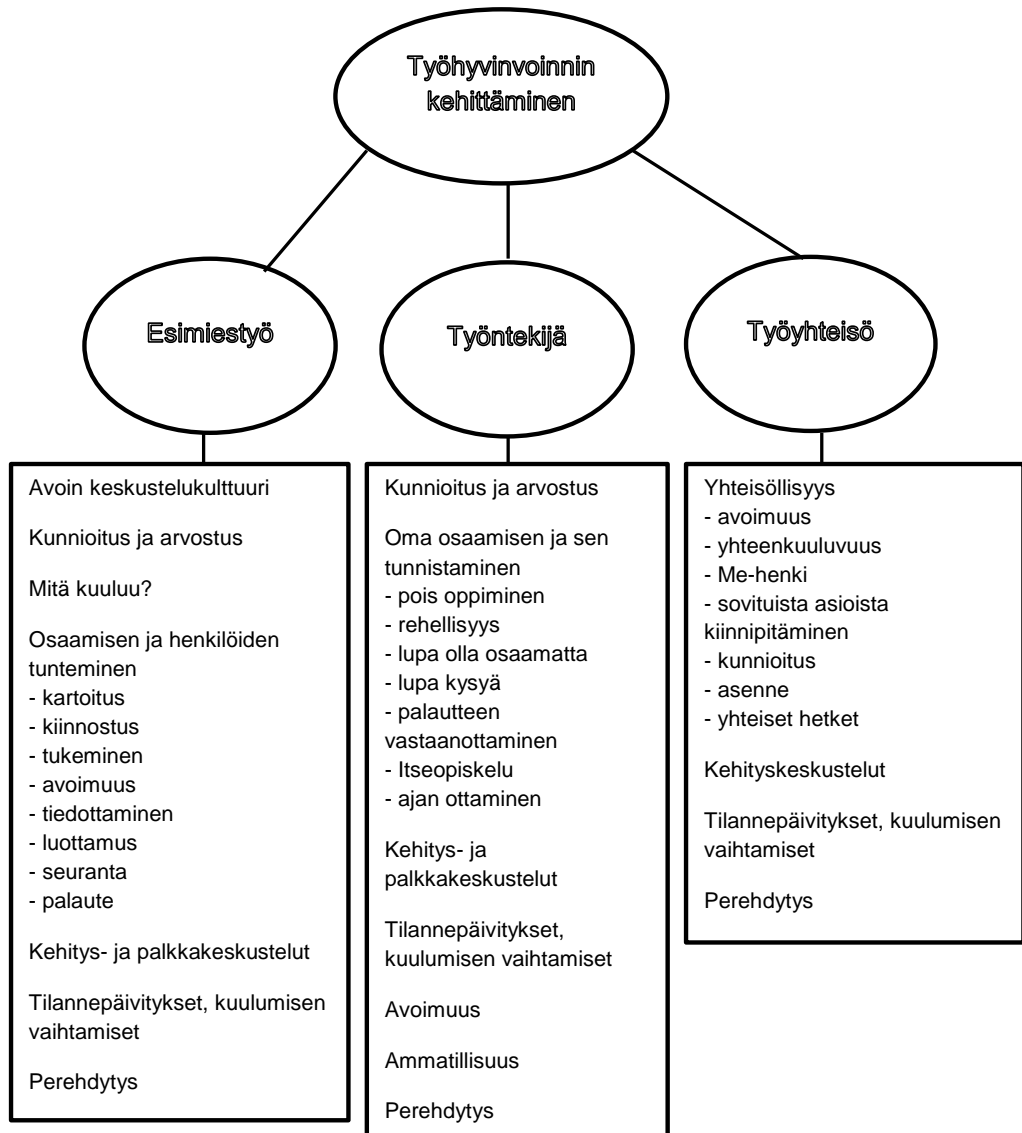 Työhyvinvoinnin
kehittäminen
Esimiestyö
Työntekijä
Työyhteisö
Avoin keskustelukulttuuri
Kunnioitus ja arvostus
Mitä kuuluu?
Osaamisen ja henkilöiden
tunteminen
- kartoitus
- kiinnostus
- tukeminen
- avoimuus
- tiedottaminen
- luottamus
- seuranta
- palaute
Kehitys- ja palkkakeskustelut
Tilannepäivitykset, kuulumisen
vaihtamiset
Perehdytys
Kunnioitus ja arvostus
Oma osaamisen ja sen
tunnistaminen
- pois oppiminen
- rehellisyys
- lupa olla osaamatta
- lupa kysyä
- palautteen
vastaanottaminen
- Itseopiskelu
- ajan ottaminen
Kehitys- ja
palkkakeskustelut
Tilannepäivitykset,
kuulumisen vaihtamiset
Avoimuus
Ammatillisuus
Perehdytys
Yhteisöllisyys
- avoimuus
- yhteenkuuluvuus
- Me-henki
- sovituista asioista
kiinnipitäminen
- kunnioitus
- asenne
- yhteiset hetket
Kehityskeskustelut
Tilannepäivitykset, kuulumisen
vaihtamiset
Perehdytys